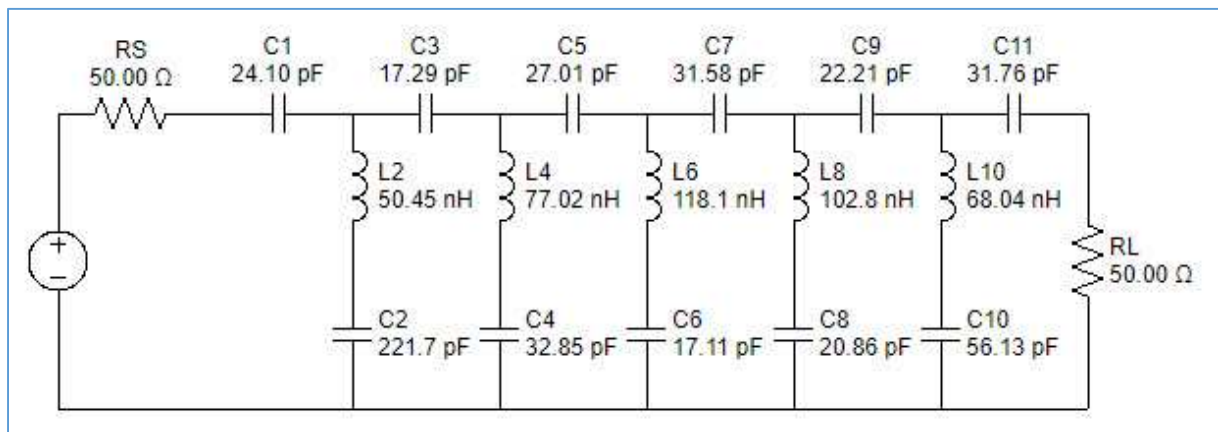 RS
50.00 Ω
C1
24.10 pF
C3
17.29 pF
C5
27.01 pF
C7
31.58 pF
C9
22.21 pF
C11
31.76 pF
L2
50.45 nH
L4
77.02 nH
L6
118.1 nH
L8
102.8 nH
L10
68.04 nH
+
−
RL
50.00 Ω
C2
221.7 pF
C4
32.85 pF
C6
17.11 pF
C8
20.86 pF
C10
56.13 pF